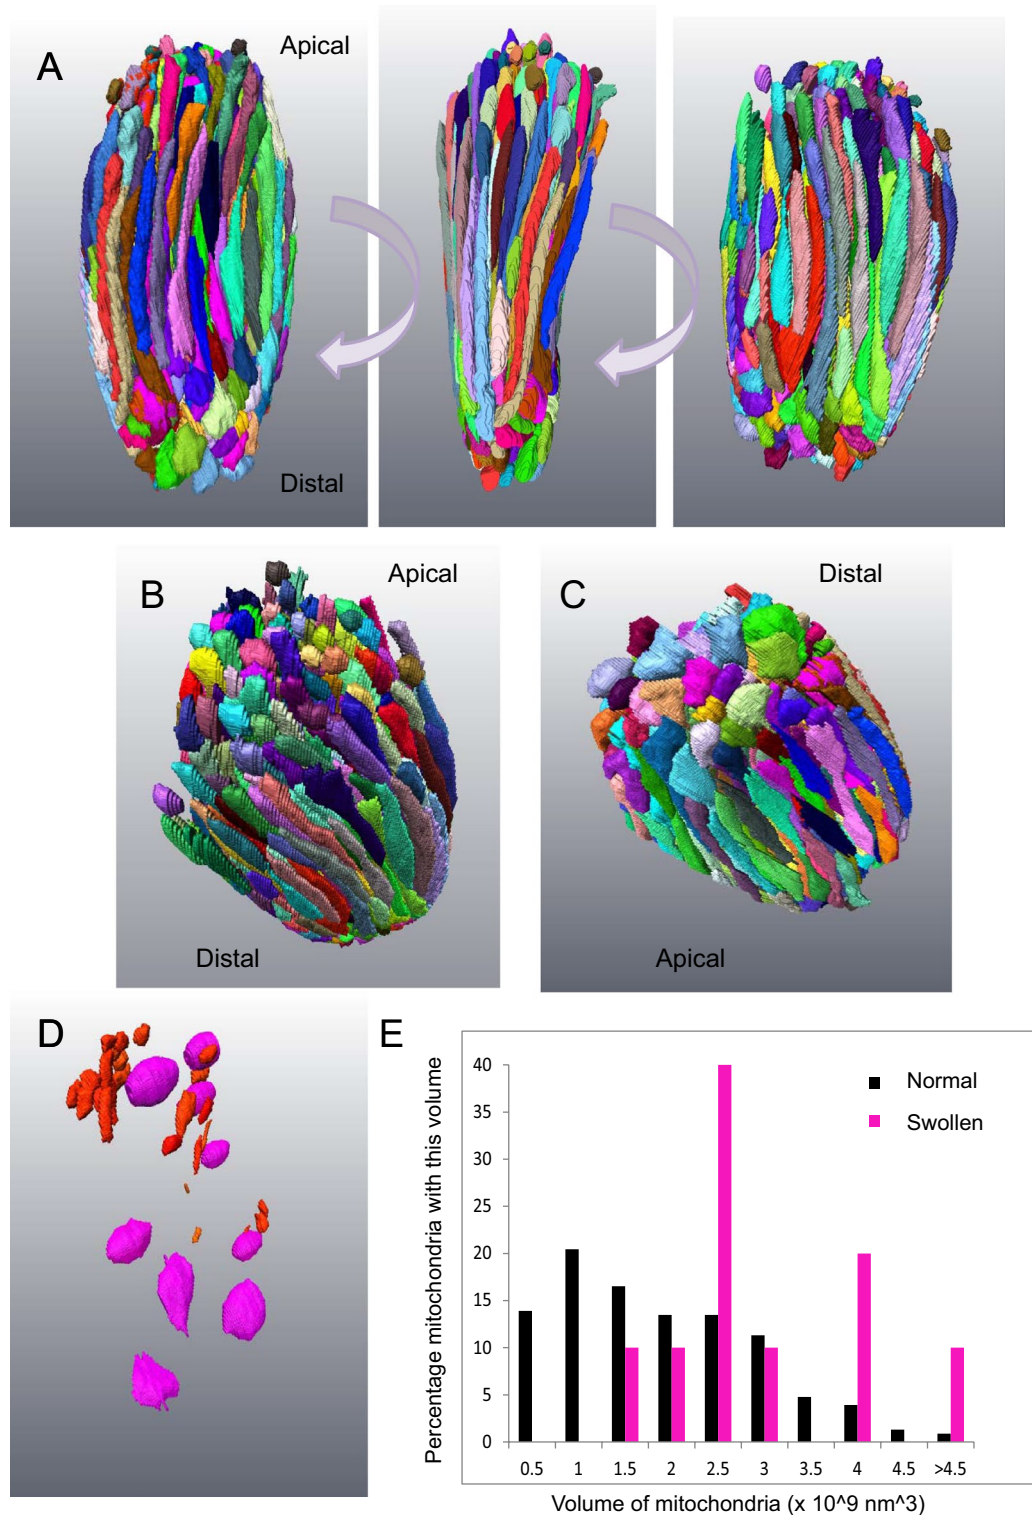 A
Apical
Distal
B
Apical
Distal
C
Distal
Apical
D
E
Percentage mitochondria with this volume
40
35
30
25
20
15
10
5
0
Normal
Swollen
0.5 1 1.5 2 2.5 3 3.5 4 4.5 >4.5
Volume of mitochondria (x 10^9 nm^3)